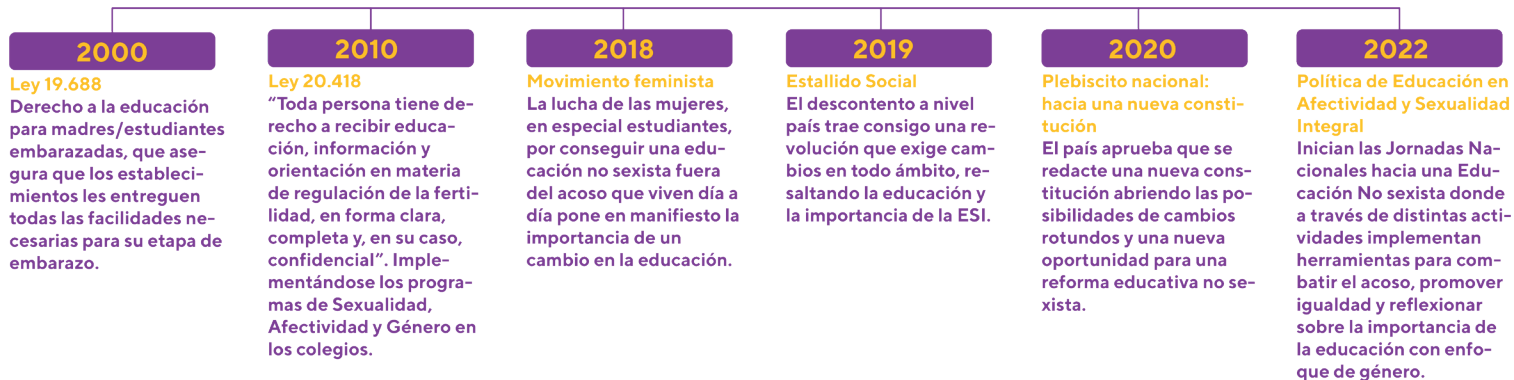 2000
Ley 19.688
Derecho a la educación
para madres/estudiantes
embarazadas, que ase-
gura que los estableci-
mientos les entreguen
todas las facilidades ne-
cesarias para su etapa de
embarazo.
2010
Ley 20.418
“Toda persona tiene de-
recho a recibir educa-
ción, información y
orientación en materia
de regulación de la ferti-
lidad, en forma clara,
completa y, en su caso,
confidencial”. Imple-
mentándose los progra-
mas de Sexualidad,
Afectividad y Género en
los colegios.
2018
Movimiento feminista
La lucha de las mujeres,
en especial estudiantes,
por conseguir una edu-
cación no sexista fuera
del acoso que viven día a
día pone en manifiesto la
importancia de un
cambio en la educación.
2019
Estallido Social
El descontento a nivel
país trae consigo una re-
volución que exige cam-
bios en todo ámbito, re-
saltando la educación y
la importancia de la ESI.
2020
Plebiscito nacional:
hacia una nueva consti-
tución
El país aprueba que se
redacte una nueva cons-
titución abriendo las po-
sibilidades de cambios
rotundos y una nueva
oportunidad para una
reforma educativa no se-
xista.
2022
Política de Educación en
Afectividad y Sexualidad
Integral
Inician las Jornadas Na-
cionales hacia una Edu-
cación No sexista donde
a través de distintas acti-
vidades implementan
herramientas para com-
batir el acoso, promover
igualdad y reflexionar
sobre la importancia de
la educación con enfo-
que de género.